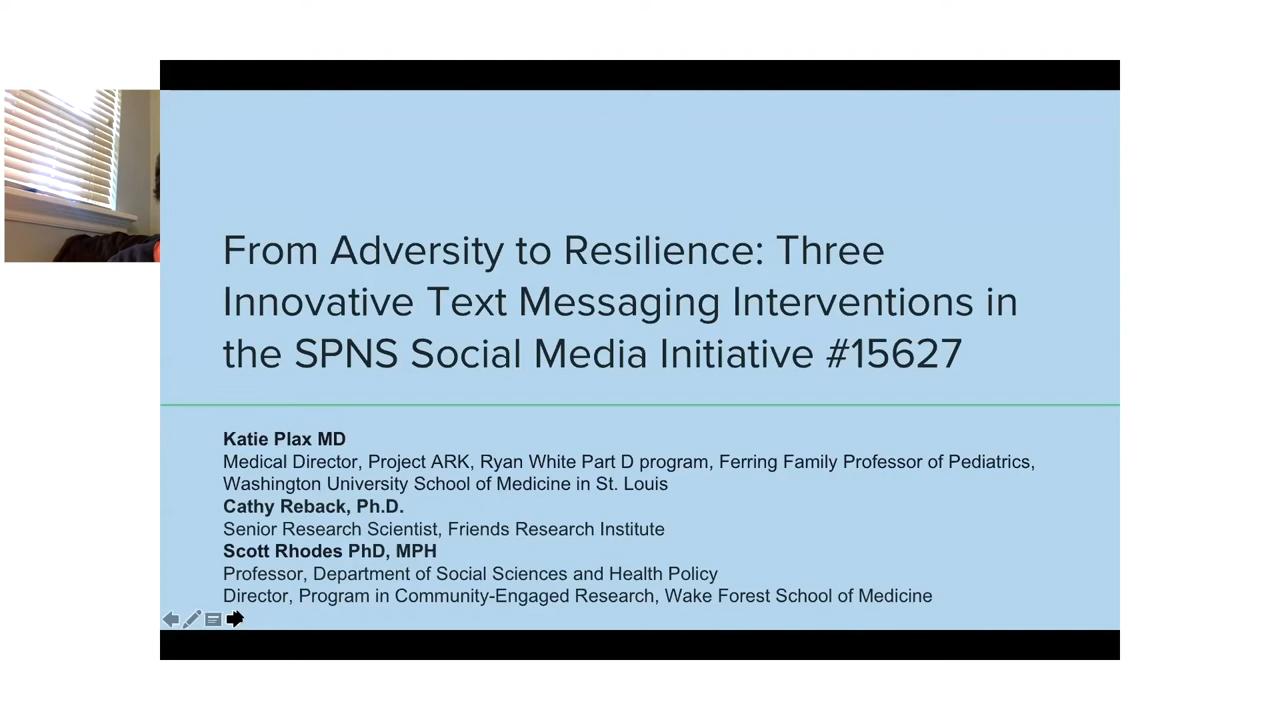 From Adversity to Resilience: Three
Innovative Text Messaging Interventions in
the SPNS Social Media Initiative #15627
Katie Plax MD
Medical Director, Project ARK, Ryan White Part D program, Ferring Family Professor of Pediatrics,
Washington University School of Medicine in St. Louis
Cathy Reback, Ph.D.
Senior Research Scientist, Friends Research Institute
Scott Rhodes PhD, MPH
Professor, Department of Social Sciences and Health Policy
Director, Program in Community-Engaged Research, Wake Forest School of Medicine